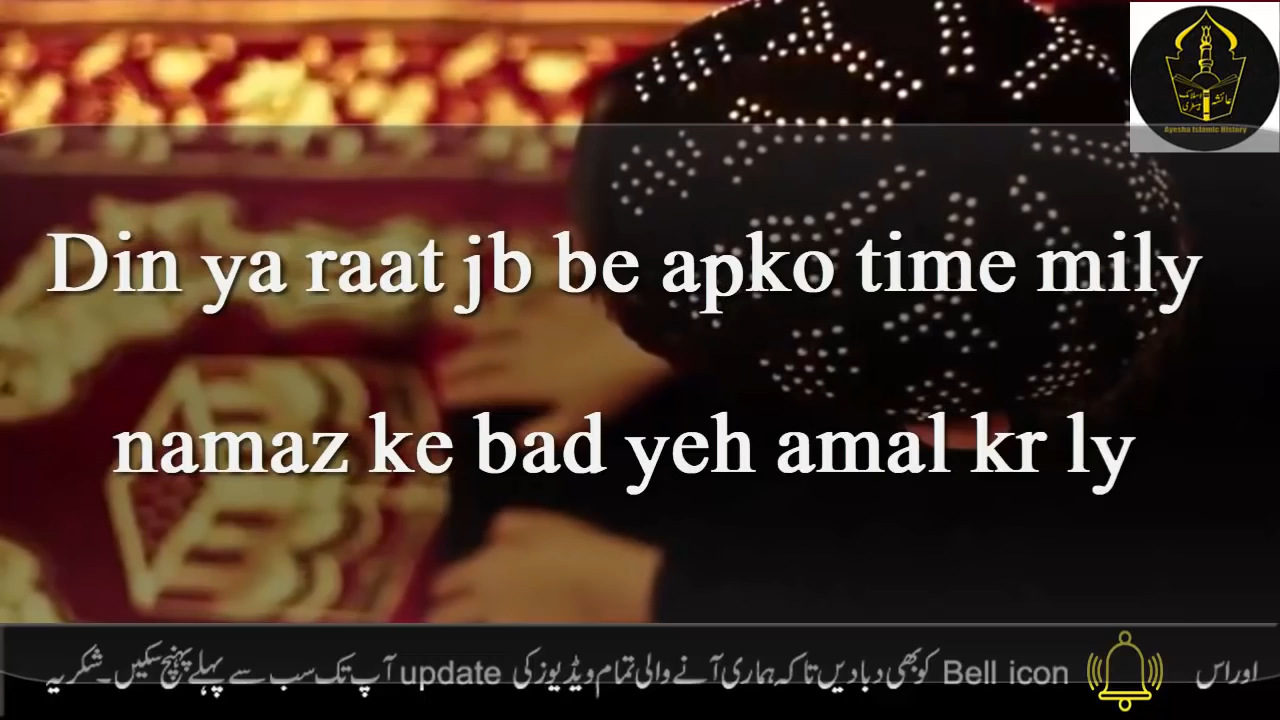 Ayesha Islamic History
Din ya raat jb be apko time mily
namaz ke bad yeh amal kr ly
اور اس Bell icon کو بھی دبا دیں تاکہ ہماری آنے والی تمام ویڈیوز کی update آپ تک سب سے پہلے پہنچ سکیں۔ شکریہ